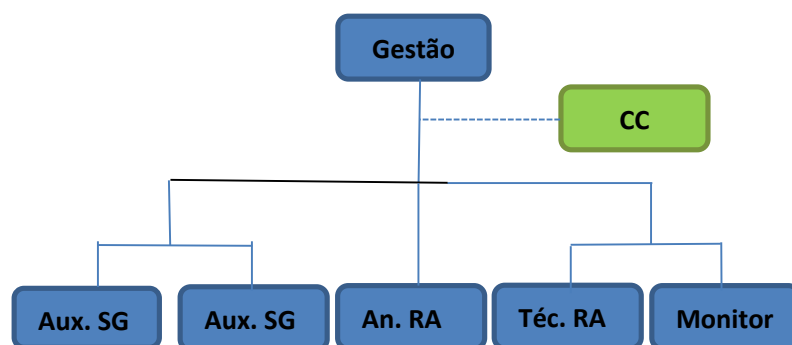 Gestão
CC
Aux. SG
Aux. SG
An. RA
Téc. RA
Monitor